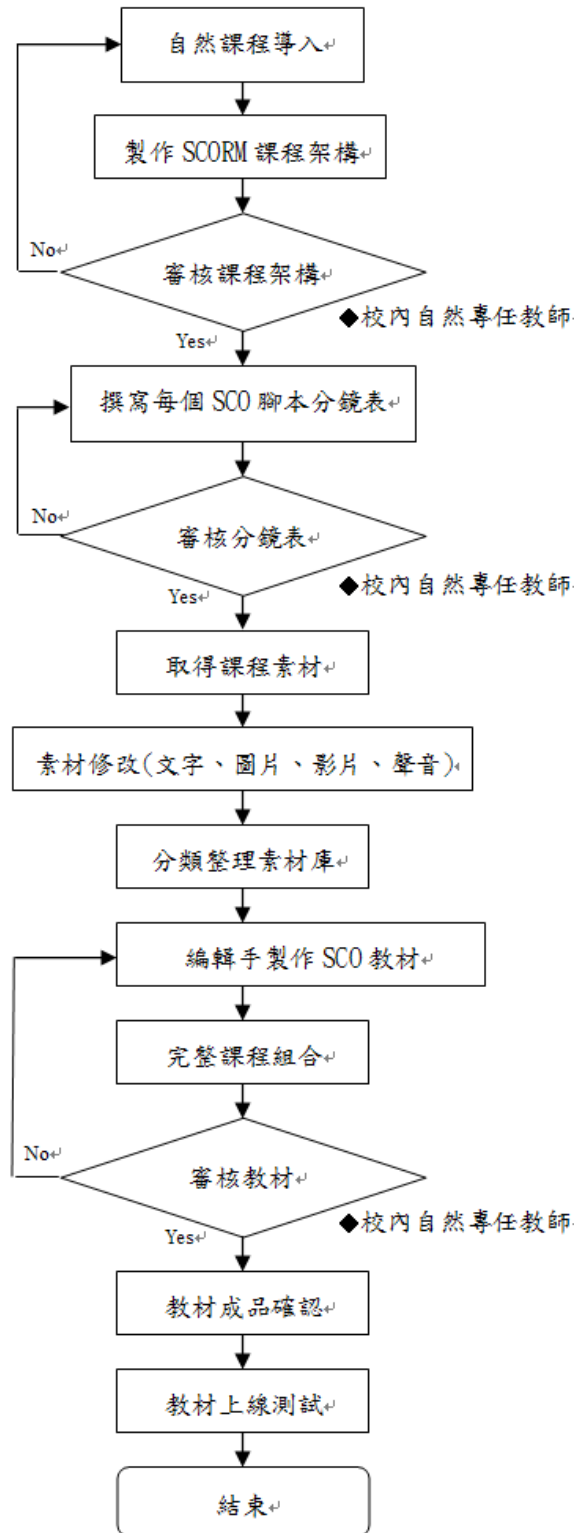 自然課程導入
製作 SCORM 課程架構
No
審核課程架構
◆校內自然專任教師
Yes
撰寫每個 SCO 腳本分鏡表
No
審核分鏡表
◆校內自然專任教師
Yes
取得課程素材
素材修改(文字、圖片、影片、聲音)
分類整理素材庫
編輯手製作 SCO 教材
完整課程組合
No
審核教材
◆校內自然專任教師
Yes
教材成品確認
教材上線測試
結束